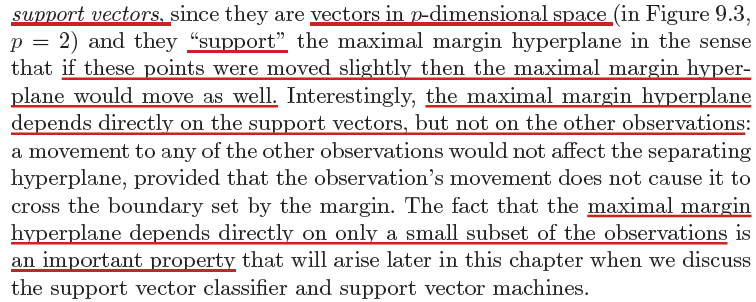 support vectors, since they are vectors in p-dimensional space (in Figure 9.3,
p = 2) and they “support” the maximal margin hyperplane in the sense
that if these points were moved slightly then the maximal margin hyper-
plane would move as well. Interestingly, the maximal margin hyperplane
depends directly on the support vectors, but not on the other observations:
a movement to any of the other observations would not affect the separating
hyperplane, provided that the observation’s movement does not cause it to
cross the boundary set by the margin. The fact that the maximal margin
hyperplane depends directly on only a small subset of the observations is
an important property that will arise later in this chapter when we discuss
the support vector classifier and support vector machines.